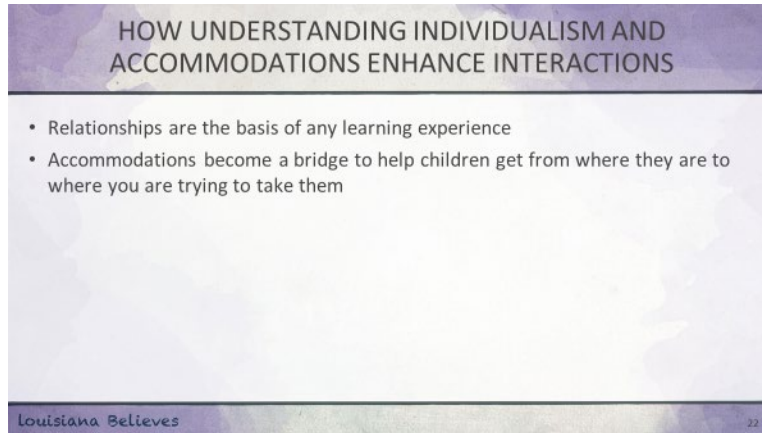 HOW UNDERSTANDING INDIVIDUALISM AND
ACCOMMODATIONS ENHANCE INTERACTIONS
• Relationships are the basis of any learning experience
• Accommodations become a bridge to help children get from where they are to
where you are trying to take them
Louisiana Believes
22